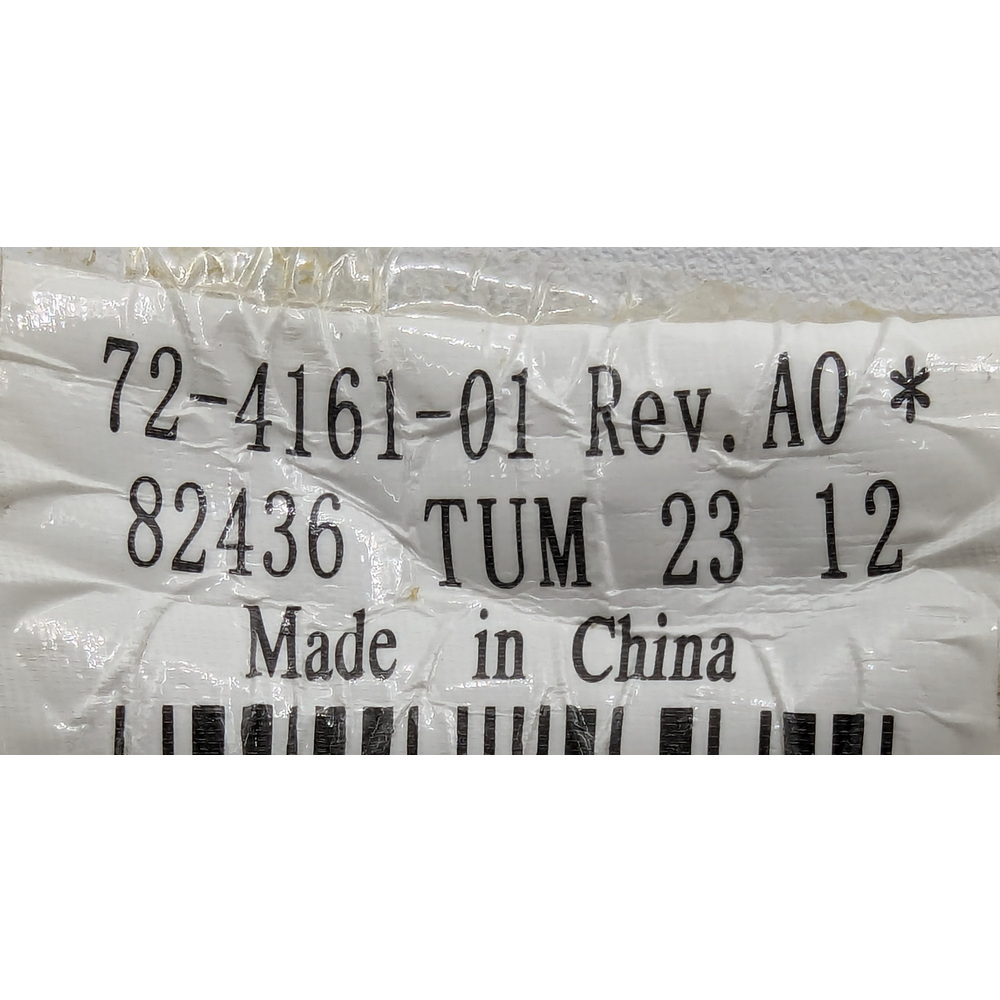 72-4161-01 Rev. A0 *
82436 TUM 23 12
Made in China